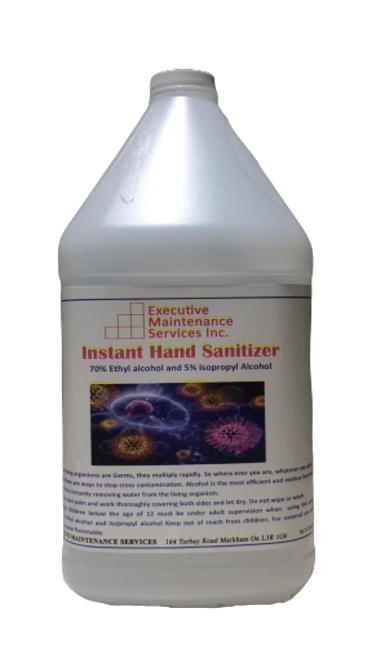 Executive
Maintenance
Services Inc.
Instant Hand Sanitizer
70% Ethyl alcohol and 5% Isopropyl Alcohol
organisms are Germs, they multiply rapidly. So where ever you are, whatever you
are ways to stop cross contamination. Alcohol is the most efficient and
instantly removing water from the living organism.
palm and work thoroughly covering both sides and let dry. Do not wipe or wash.
Children below the age of 12 must be under adult supervision when using the
alcohol and isopropyl alcohol Keep out of reach from children. For external
flammable.
MAINTENANCE SERVICES 164 Torbay Road Markham On L3R 1G6